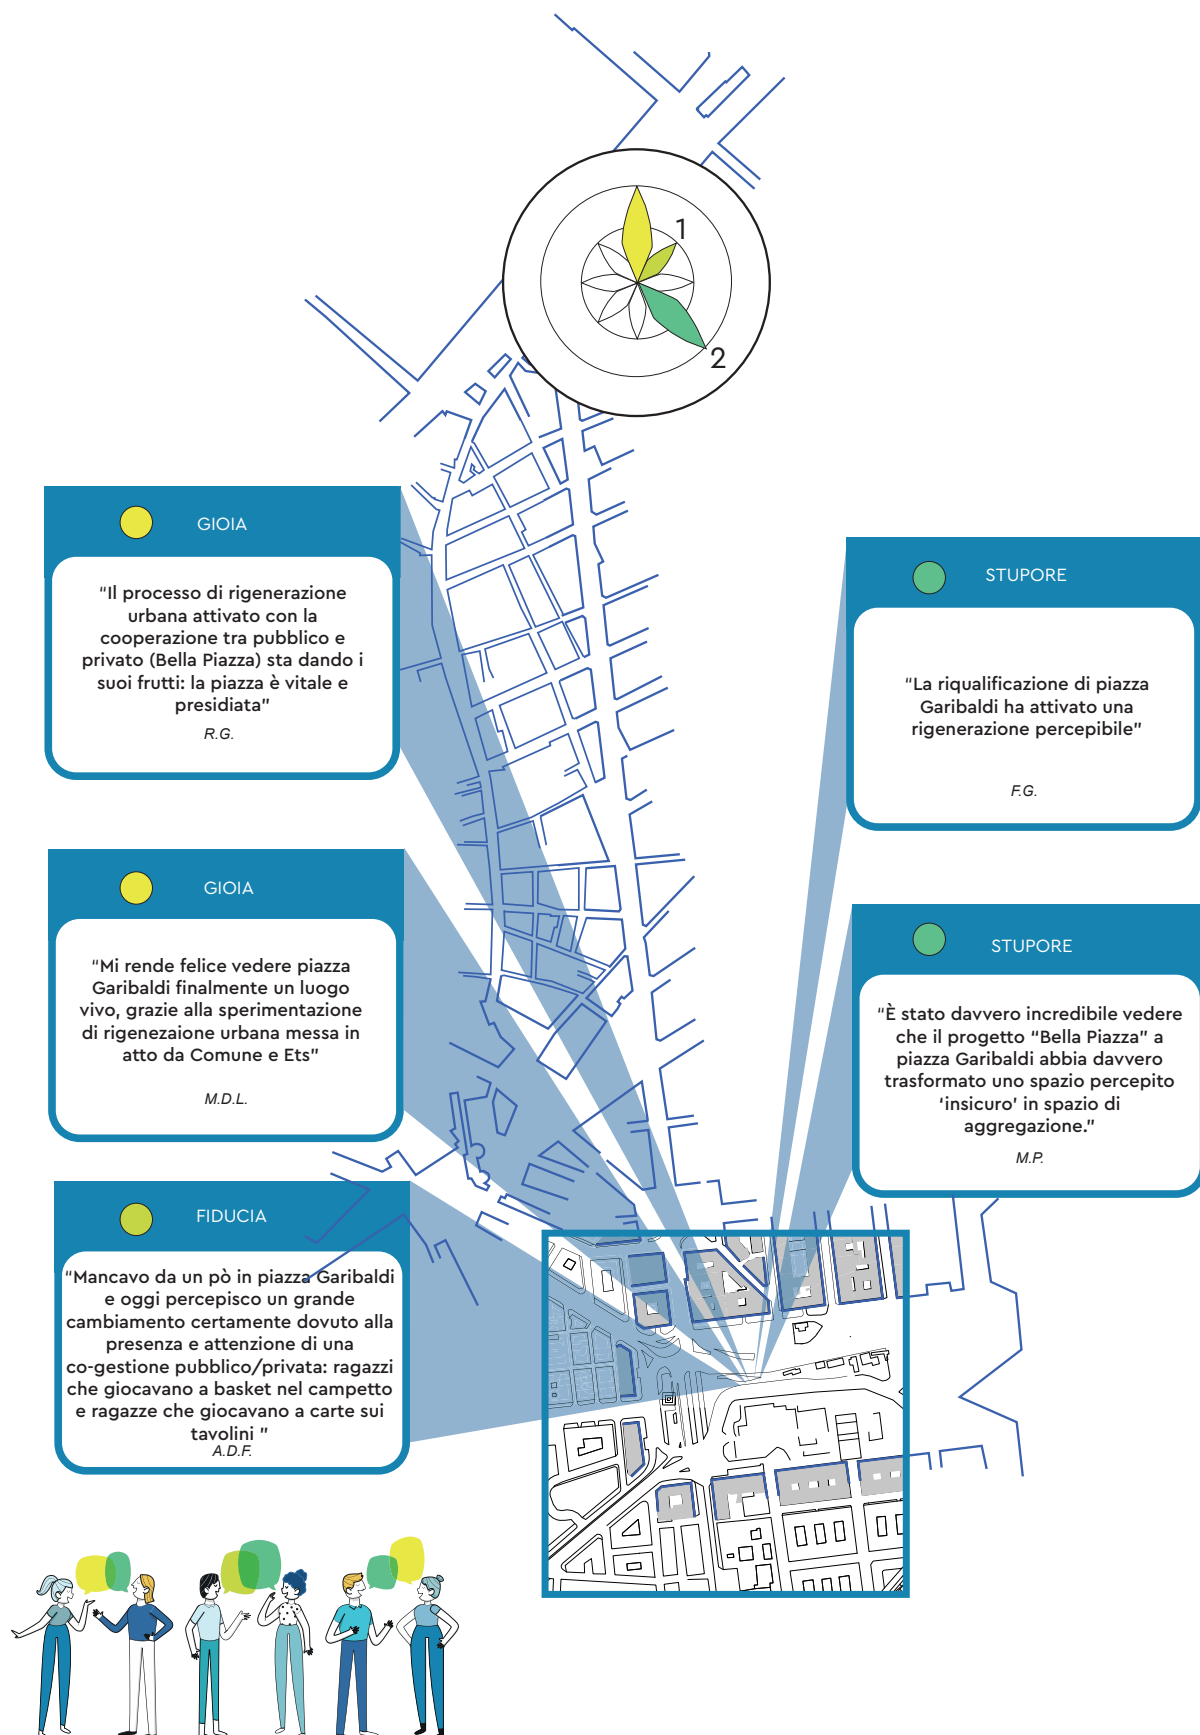 1
2
GIOIA
"Il processo di rigenerazione
urbana attivato con la
cooperazione tra pubblico e
privato (Bella Piazza) sta dando i
suoi frutti: la piazza è vitale e
presidiata"
R.G.
GIOIA
"Mi rende felice vedere piazza
Garibaldi finalmente un luogo
vivo, grazie alla sperimentazione
di rigenezaione urbana messa in
atto da Comune e Ets"
M.D.L.
FIDUCIA
"Mancavo da un pò in piazza Garibaldi
e oggi percepisco un grande
cambiamento certamente dovuto alla
presenza e attenzione di una
co-gestione pubblico/privata: ragazzi
che giocavano a basket nel campetto
e ragazze che giocavano a carte sui
tavolini "
A.D.F.
STUPORE
"La riqualificazione di piazza
Garibaldi ha attivato una
rigenerazione percepibile"
F.G.
STUPORE
"È stato davvero incredibile vedere
che il progetto "Bella Piazza" a
piazza Garibaldi abbia davvero
trasformato uno spazio percepito
'insicuro' in spazio di
aggregazione."
M.P.